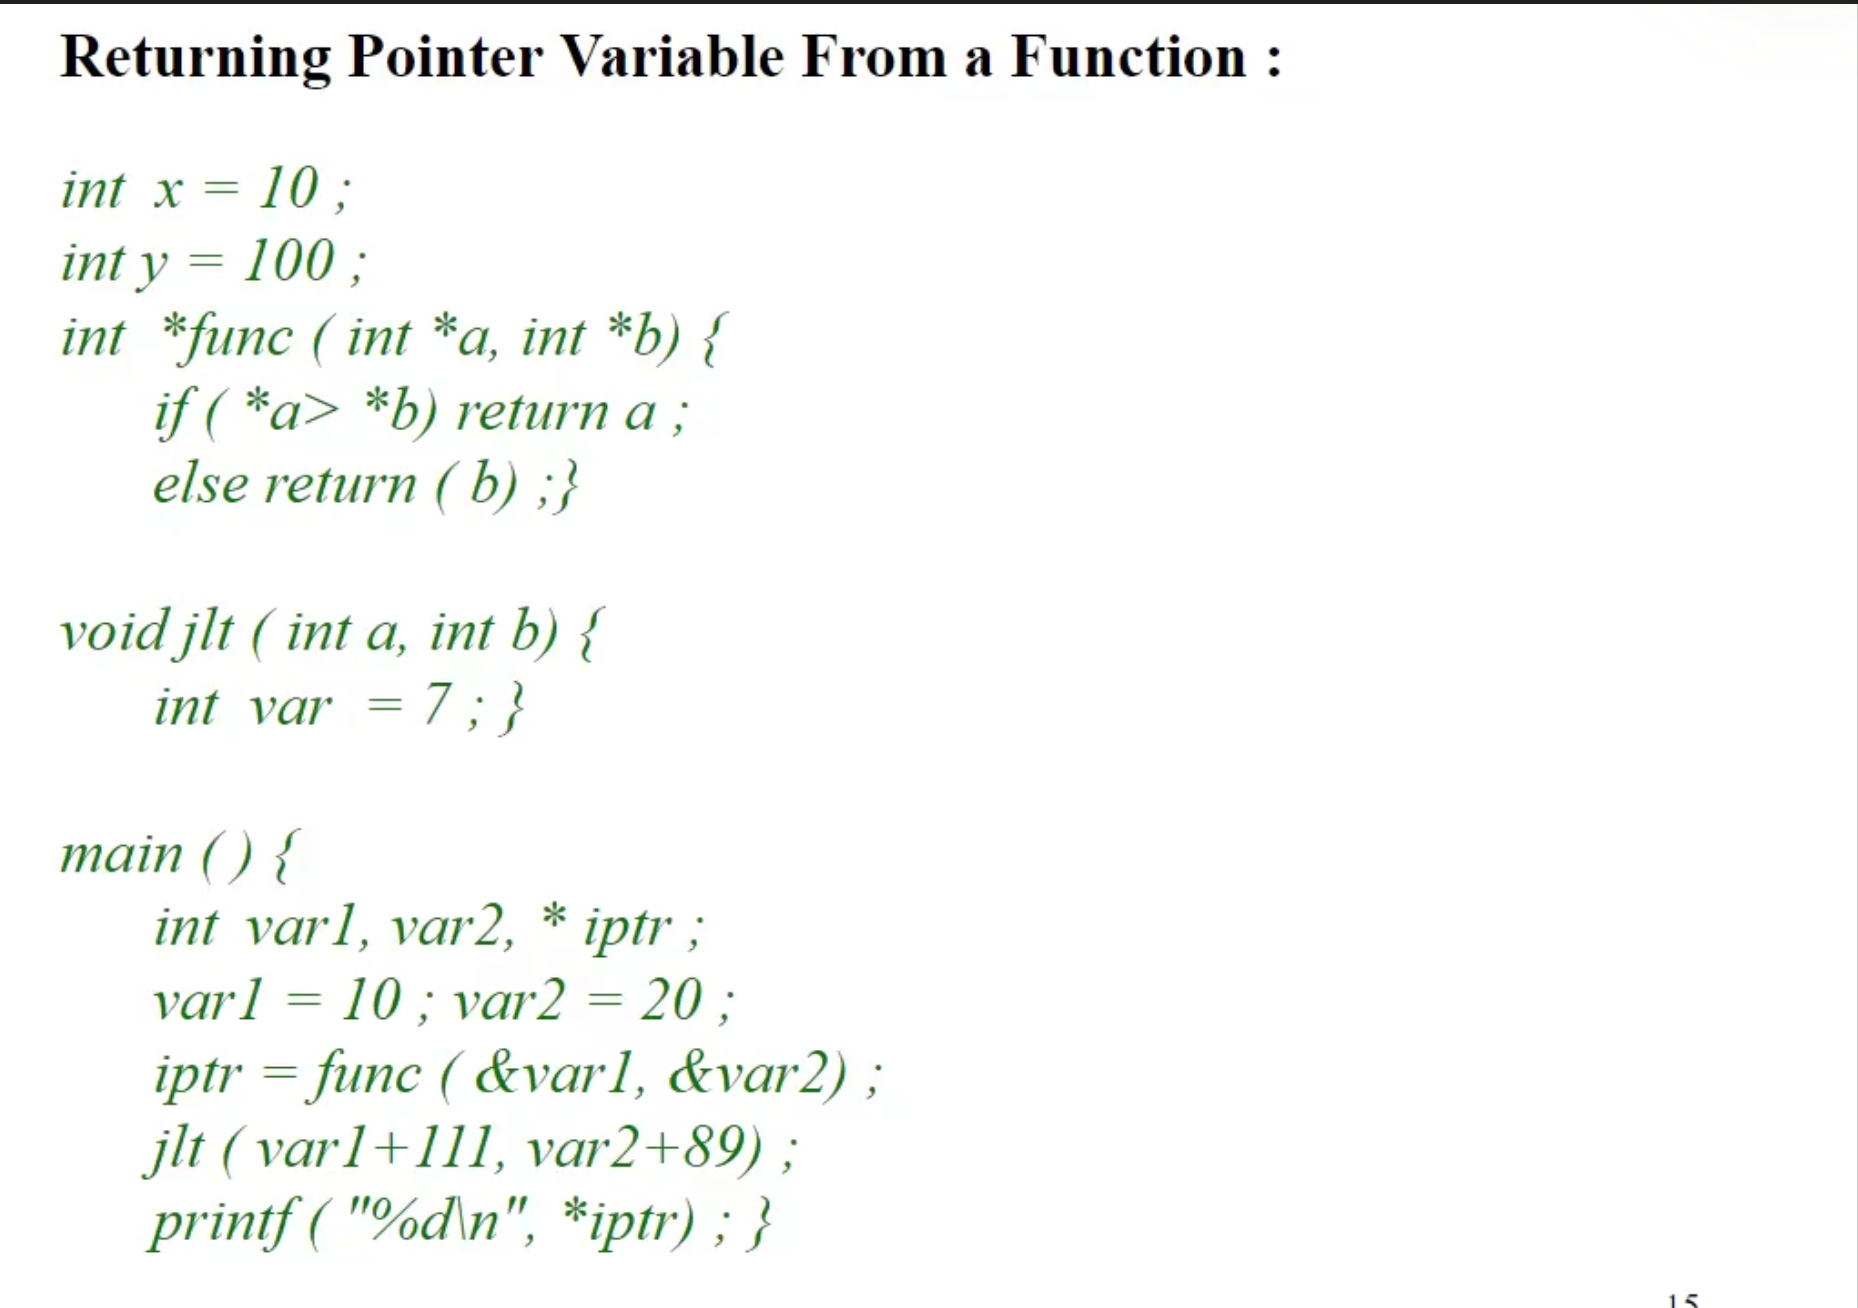 Returning Pointer Variable From a Function :
int x = 10 ;
int y = 100 ;
int *func ( int *a, int *b) {
if ( *a> *b) return a ;
else return ( b) ;}
void jlt ( int a, int b) {
int var = 7 ; }
main ( ) {
int var1, var2, * iptr ;
var1 = 10 ; var2 = 20 ;
iptr = func ( &var1, &var2) ;
jlt ( var1+111, var2+89) ;
printf ( "%d\n", *iptr) ; }
15